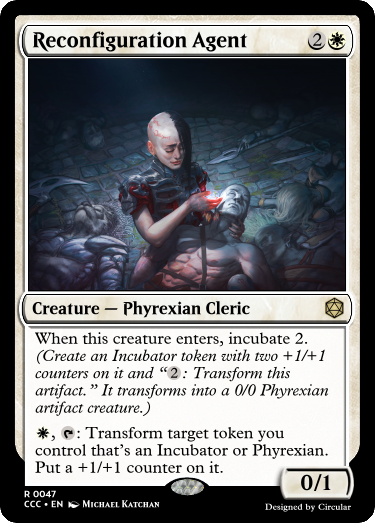 Reconfiguration Agent 2
Creature — Phyrexian Cleric
When this creature enters, incubate 2.
(Create an Incubator token with two +1/+1
counters on it and “2: Transform this
artifact.” It transforms into a 0/0 Phyrexian
artifact creature.)
, : Transform target token you
control that's an Incubator or Phyrexian.
Put a +1/+1 counter on it.
0/1
R 0047
CCC • EN Michael Katchan
Designed by Circular